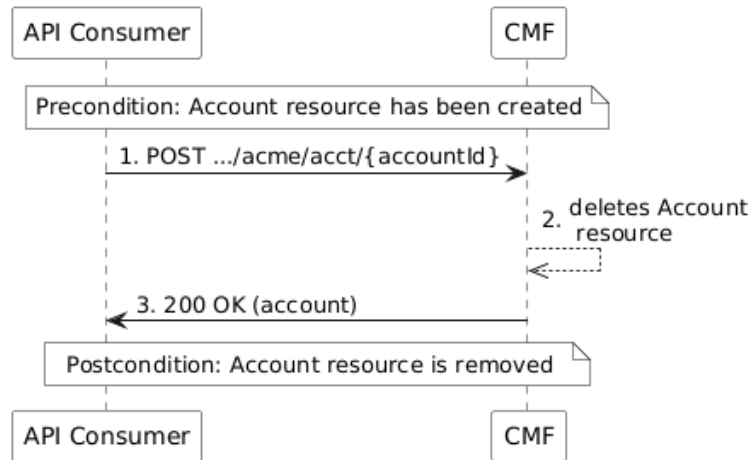 API Consumer
CMF
Precondition: Account resource has been created
1. POST .../acme/acct/{accountId}
2. deletes Account
resource
3. 200 OK (account)
Postcondition: Account resource is removed
API Consumer
CMF